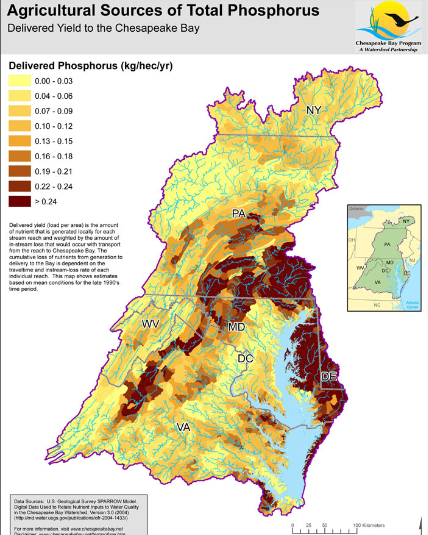 Agricultural Sources of Total Phosphorus
Delivered Yield to the Chesapeake Bay
Chesapeake Bay Program
A Watershed Partnership
Delivered Phosphorus (kg/hec/yr)
0.00 - 0.03
0.04 - 0.06
0.07 - 0.09
0.10 - 0.12
0.13 - 0.15
0.16 - 0.18
0.19 - 0.21
0.22 - 0.24
> 0.24
Delivered yield (load per area) is the amount
of nutrient that is generated locally for each
stream reach and weighted by the amount of
in-stream loss that would occur with transport
from the reach to Chesapeake Bay. The
cumulative loss of nutrients from generation to
delivery to the Bay is dependent on the
traveltime and instream-loss rate of each
individual reach. This map shows estimates
based on mean conditions for the late 1990's
time period.
NY
PA
WV
MD
DC
DE
VA
NY
OH
PA
NJ
MD
WV
DC
VA
NC
Data Sources: U.S. Geological Survey SPARROW Model.
Digital Data Used to Relate Nutrient Inputs to Water Quality
in the Chesapeake Bay Watershed, Version 3.0 (2004)
For more information, visit www.chesapeakebay.net
0 25 50 100 Kilometers